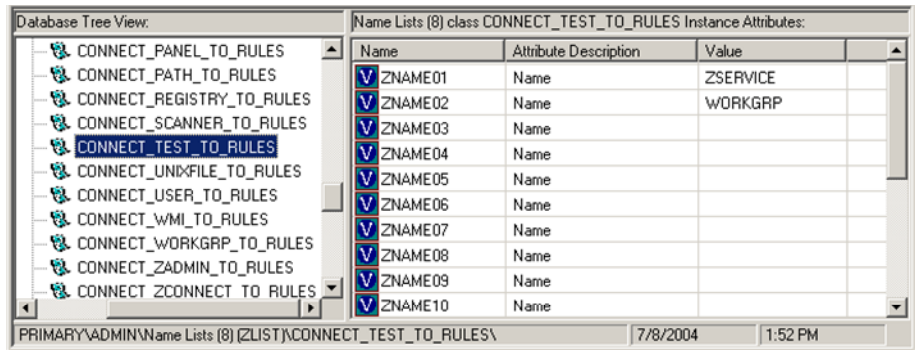 Database Tree View:
CONNECT_PANEL_TO_RULES
CONNECT_PATH_TO_RULES
CONNECT_REGISTRY_TO_RULES
CONNECT_SCANNER_TO_RULES
CONNECT_TEST_TO_RULES
CONNECT_UNIXFILE_TO_RULES
CONNECT_USER_TO_RULES
CONNECT_WMI_TO_RULES
CONNECT_WORKGRP_TO_RULES
CONNECT_ZADMIN_TO_RULES
CONNECT_ZCONNECT_TO_RULES
Name Lists (8) class CONNECT_TEST_TO_RULES Instance Attributes:
Name Attribute Description Value
V ZNAME01 Name ZSERVICE
V ZNAME02 Name WORKGRP
V ZNAME03 Name
V ZNAME04 Name
V ZNAME05 Name
V ZNAME06 Name
V ZNAME07 Name
V ZNAME08 Name
V ZNAME09 Name
V ZNAME10 Name
PRIMARY\ADMIN\Name Lists (8) (ZLIST)\CONNECT_TEST_TO_RULES\ 7/8/2004 1:52 PM